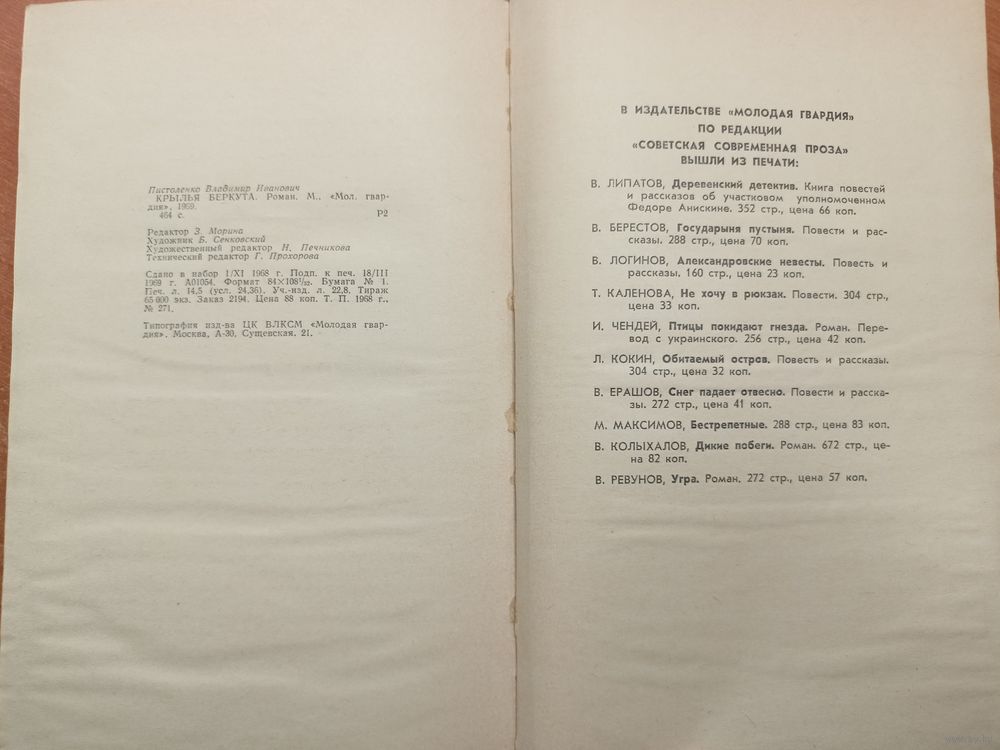 Пистоленко Владимир Иванович
КРЫЛЬЯ БЕРКУТА. Роман. М., «Мол. гвар-
дия», 1969.
464 с. Р2
Редактор З. Морина
Художник Б. Сенковский
Художественный редактор Н. Печникова
Технический редактор Г. Прохорова
Сдано в набор 1/XI 1968 г. Подп. к печ. 18/III
1969 г. А01054. Формат 84×108¹/₃₂. Бумага № 1.
Печ. л. 14,5 (усл. 24,36). Уч.-изд. л. 22,8. Тираж
65 000 экз. Заказ 2194. Цена 88 коп. Т. П. 1968 г.,
№ 271.
Типография изд-ва ЦК ВЛКСМ «Молодая гвар-
дия». Москва, А-30, Сущевская, 21.
В ИЗДАТЕЛЬСТВЕ «МОЛОДАЯ ГВАРДИЯ»
ПО РЕДАКЦИИ
«СОВЕТСКАЯ СОВРЕМЕННАЯ ПРОЗА»
ВЫШЛИ ИЗ ПЕЧАТИ:
В. ЛИПАТОВ, Деревенский детектив. Книга повестей
и рассказов об участковом уполномоченном
Федоре Анискине. 352 стр., цена 66 коп.
В. БЕРЕСТОВ, Государыня пустыня. Повести и рас-
сказы. 288 стр., цена 70 коп.
В. ЛОГИНОВ, Александровские невесты. Повесть и
рассказы. 160 стр., цена 23 коп.
Т. КАЛЕНОВА, Не хочу в рюкзак. Повести. 304 стр.,
цена 33 коп.
И. ЧЕНДЕЙ, Птицы покидают гнезда. Роман. Пере-
вод с украинского. 256 стр., цена 42 коп.
Л. КОКИН, Обитаемый остров. Повесть и рассказы.
304 стр., цена 32 коп.
В. ЕРАШОВ, Снег падает отвесно. Повести и расска-
зы. 272 стр., цена 41 коп.
М. МАКСИМОВ, Бестрепетные. 288 стр., цена 83 коп.
В. КОЛЫХАЛОВ, Дикие побеги. Роман. 672 стр., це-
на 82 коп.
В. РЕВУНОВ, Угра. Роман. 272 стр., цена 57 коп.